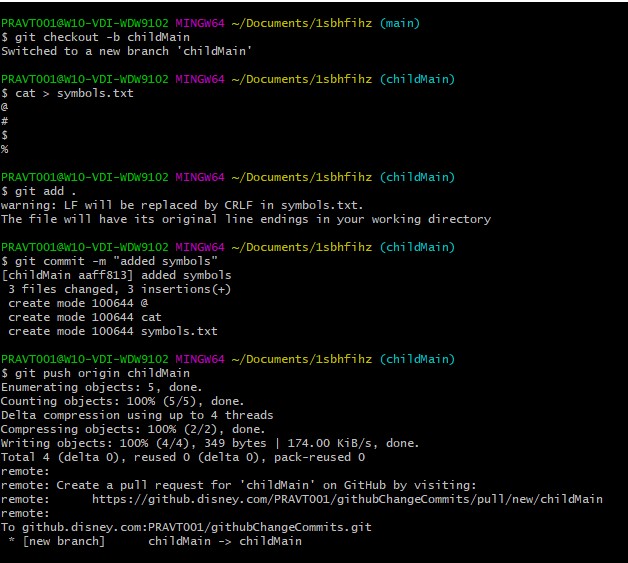 PRAVT001@W10-VDI-WDW9102 MINGW64 ~/Documents/1sbhfihz (main)
$ git checkout -b childMain
Switched to a new branch 'childMain'
PRAVT001@W10-VDI-WDW9102 MINGW64 ~/Documents/1sbhfihz (childMain)
$ cat > symbols.txt
@
#
$
%
PRAVT001@W10-VDI-WDW9102 MINGW64 ~/Documents/1sbhfihz (childMain)
$ git add .
warning: LF will be replaced by CRLF in symbols.txt.
The file will have its original line endings in your working directory
PRAVT001@W10-VDI-WDW9102 MINGW64 ~/Documents/1sbhfihz (childMain)
$ git commit -m "added symbols"
[childMain aaff813] added symbols
 3 files changed, 3 insertions(+)
 create mode 100644 @
 create mode 100644 cat
 create mode 100644 symbols.txt
PRAVT001@W10-VDI-WDW9102 MINGW64 ~/Documents/1sbhfihz (childMain)
$ git push origin childMain
Enumerating objects: 5, done.
Counting objects: 100% (5/5), done.
Delta compression using up to 4 threads
Compressing objects: 100% (2/2), done.
Writing objects: 100% (4/4), 349 bytes | 174.00 KiB/s, done.
Total 4 (delta 0), reused 0 (delta 0), pack-reused 0
remote:
remote: Create a pull request for 'childMain' on GitHub by visiting:
remote:      https://github.disney.com/PRAVT001/githubChangeCommits/pull/new/childMain
remote:
To github.disney.com:PRAVT001/githubChangeCommits.git
 * [new branch]      childMain -> childMain